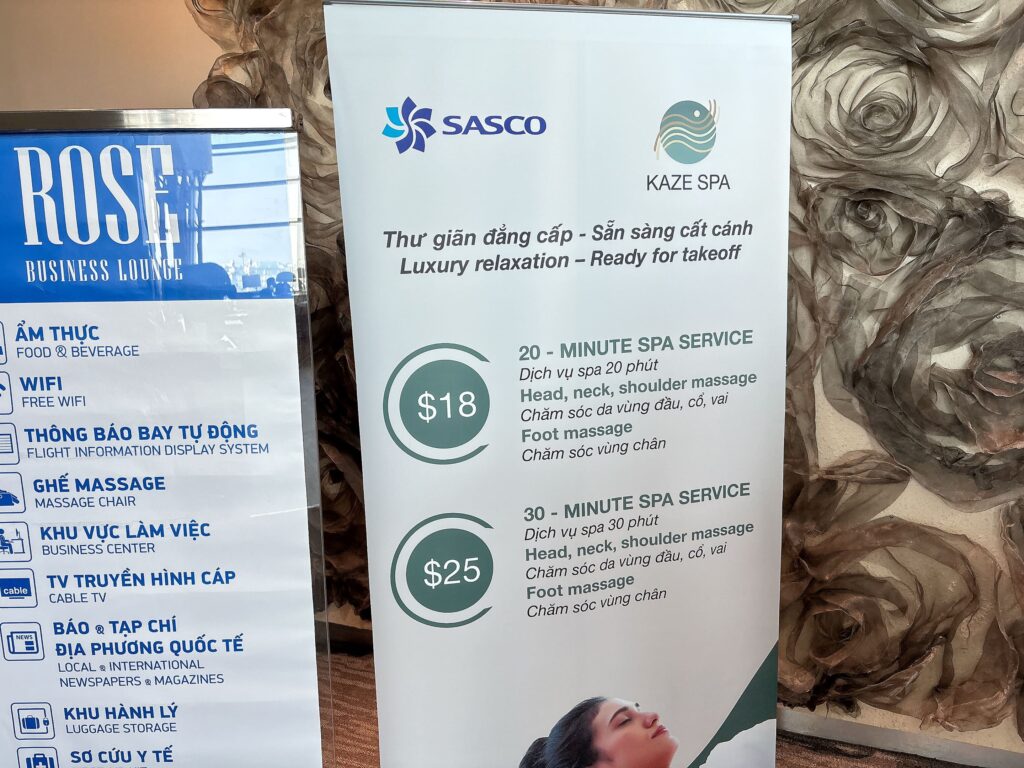 ROSE
BUSINESS LOUNGE
ẨM THỰC
FOOD & BEVERAGE
WIFI
FREE WIFI
THÔNG BÁO BAY TỰ ĐỘNG
FLIGHT INFORMATION DISPLAY SYSTEM
GHẾ MASSAGE
MASSAGE CHAIR
KHU VỰC LÀM VIỆC
BUSINESS CENTER
cable
TV TRUYỀN HÌNH CÁP
CABLE TV
NEWS
BÁO & TẠP CHÍ
ĐỊA PHƯƠNG QUỐC TẾ
LOCAL & INTERNATIONAL
NEWSPAPERS & MAGAZINES
KHU HÀNH LÝ
LUGGAGE STORAGE
SƠ CỨU Y TẾ
SASCO
KAZE SPA
Thư giãn đẳng cấp - Sẵn sàng cất cánh
Luxury relaxation – Ready for takeoff
$18
20 - MINUTE SPA SERVICE
Dịch vụ spa 20 phút
Head, neck, shoulder massage
Chăm sóc da vùng đầu, cổ, vai
Foot massage
Chăm sóc vùng chân
$25
30 - MINUTE SPA SERVICE
Dịch vụ spa 30 phút
Head, neck, shoulder massage
Chăm sóc da vùng đầu, cổ, vai
Foot massage
Chăm sóc vùng chân